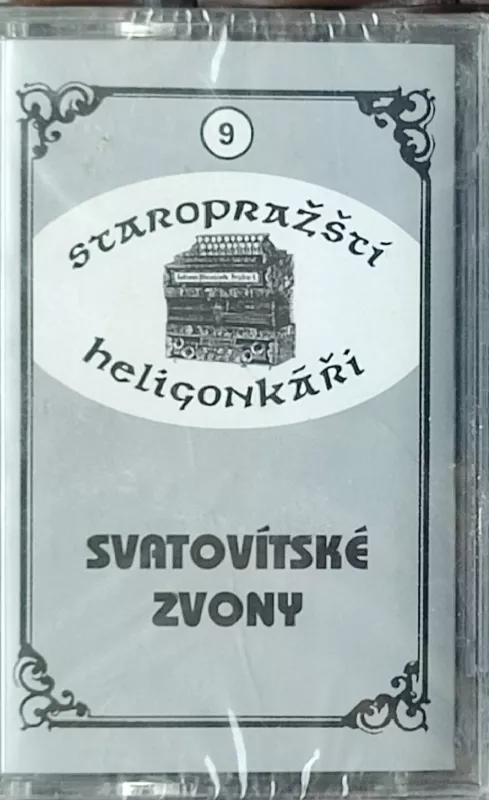 9
STAROPRAŽŠTÍ
heligonkáři
SVATOVÍTSKÉ
ZVONY